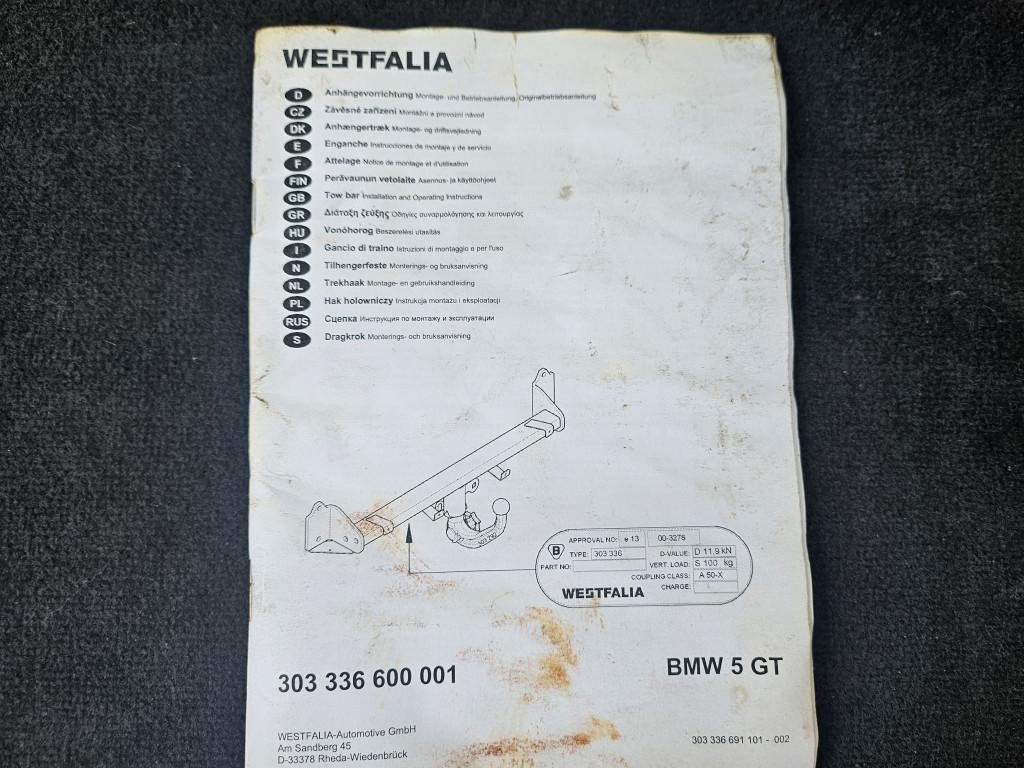 WESTFALIA
D Anhängevorrichtung Montage- und Betriebsanleitung, Originalbetriebsanleitung
CZ Závěsné zařízení Montážní a provozní návod
DK Anhængertræk Montage- og driftsvejledning
E Enganche Instrucciones de montaje y de servicio
F Attelage Notice de montage et d'utilisation
FIN Perävaunun vetolaite Asennus- ja käyttöohjeet
GB Tow bar Installation and Operating Instructions
GR Διάταξη ζεύξης Οδηγίες συναρμολόγησης και λειτουργίας
HU Vonóhorog Beszerelési utasítás
I Gancio di traino Istruzioni di montaggio e per l'uso
N Tilhengerfeste Monterings- og bruksanvisning
NL Trekhaak Montage- en gebruikshandleiding
PL Hak holowniczy Instrukcja montażu i eksploatacji
RUS Сцепка Инструкция по монтажу и эксплуатации
S Dragkrok Monterings- och bruksanvisning
B
APPROVAL NO: e 13 00-3278
TYPE: 303 336 D-VALUE: D 11,9 kN
PART NO: VERT. LOAD: S 100 kg
COUPLING CLASS: A 50-X
CHARGE:
WESTFALIA
303 336 600 001
BMW 5 GT
WESTFALIA-Automotive GmbH
Am Sandberg 45
D-33378 Rheda-Wiedenbrück
303 336 691 101 - 002